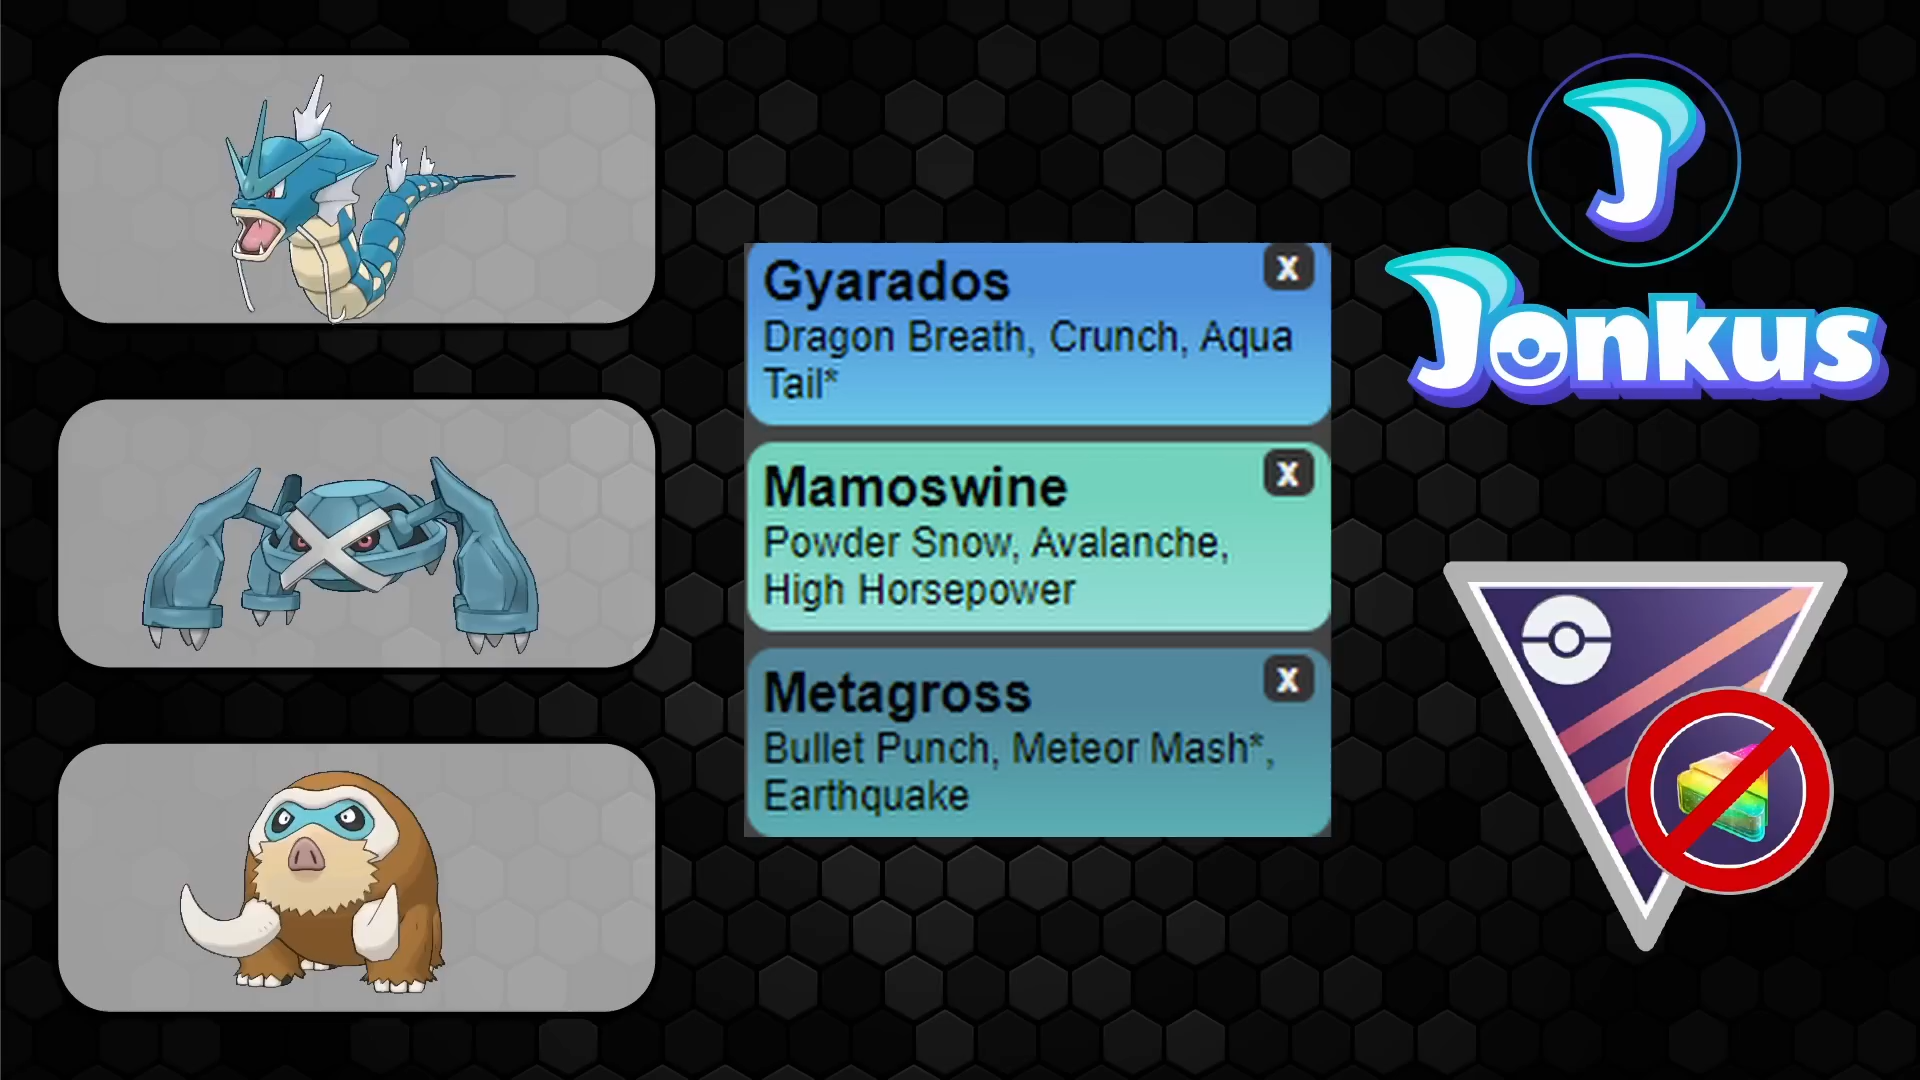 Gyarados
X
Dragon Breath, Crunch, Aqua
Tail*
Mamoswine
X
Powder Snow, Avalanche,
High Horsepower
Metagross
X
Bullet Punch, Meteor Mash*,
Earthquake
J
Jonkus